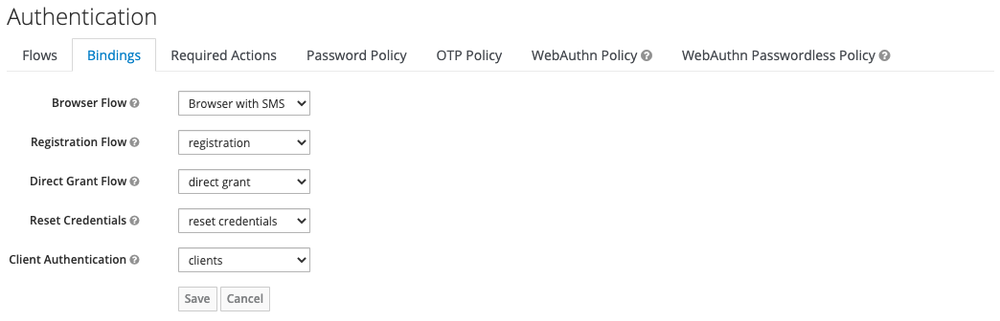 Authentication
Flows Bindings Required Actions Password Policy OTP Policy WebAuthn Policy WebAuthn Passwordless Policy
Browser Flow Browser with SMS
Registration Flow registration
Direct Grant Flow direct grant
Reset Credentials reset credentials
Client Authentication clients
Save Cancel